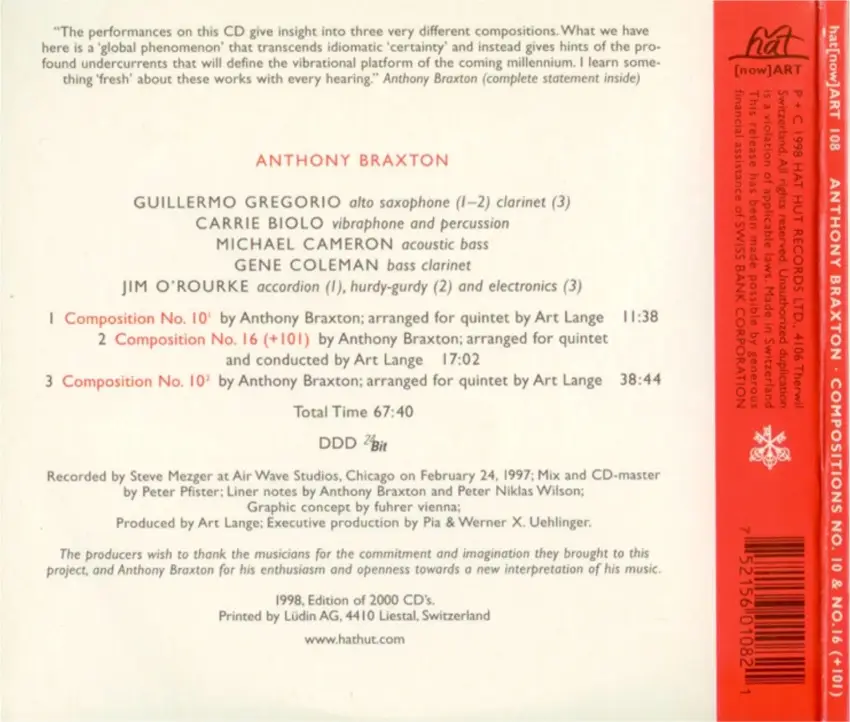 "The performances on this CD give insight into three very different compositions. What we have
here is a 'global phenomenon' that transcends idiomatic 'certainty' and instead gives hints of the pro-
found undercurrents that will define the vibrational platform of the coming millennium. I learn some-
thing 'fresh' about these works with every hearing." Anthony Braxton (complete statement inside)
ANTHONY BRAXTON
GUILLERMO GREGORIO alto saxophone (1–2) clarinet (3)
CARRIE BIOLO vibraphone and percussion
MICHAEL CAMERON acoustic bass
GENE COLEMAN bass clarinet
JIM O'ROURKE accordion (1), hurdy-gurdy (2) and electronics (3)
1 Composition No. 10¹ by Anthony Braxton; arranged for quintet by Art Lange 11:38
2 Composition No. 16 (+101) by Anthony Braxton; arranged for quintet
and conducted by Art Lange 17:02
3 Composition No. 10² by Anthony Braxton; arranged for quintet by Art Lange 38:44
Total Time 67:40
DDD 24Bit
Recorded by Steve Mezger at Air Wave Studios, Chicago on February 24, 1997; Mix and CD-master
by Peter Pfister; Liner notes by Anthony Braxton and Peter Niklas Wilson;
Graphic concept by fuhrer vienna;
Produced by Art Lange; Executive production by Pia & Werner X. Uehlinger.
The producers wish to thank the musicians for the commitment and imagination they brought to this
project, and Anthony Braxton for his enthusiasm and openness towards a new interpretation of his music.
1998, Edition of 2000 CD's.
Printed by Lüdin AG, 4410 Liestal, Switzerland
www.hathut.com
hat
[now]ART
P + C 1998 HAT HUT RECORDS LTD., 4106 Therwil
Switzerland. All rights reserved. Unauthorized duplication
is a violation of applicable laws. Made in Switzerland
This release has been made possible by generous
financial assistance of SWISS BANK CORPORATION
7 52156 01082 1
hat[now]ART 108 ANTHONY BRAXTON · COMPOSITIONS NO. 10 & NO.16 (+101)